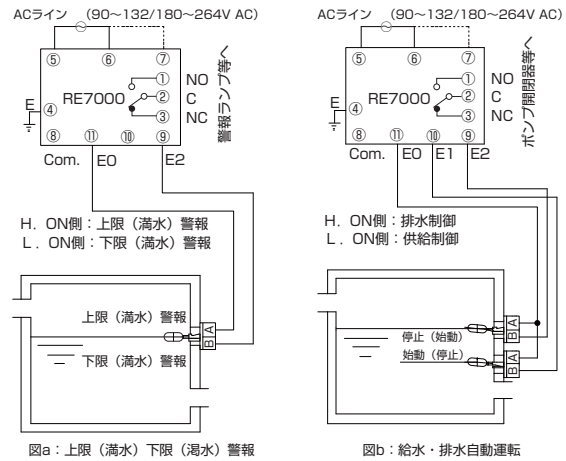 ACライン （90～132/180～264V AC）
⑤ ⑥ ⑦
① NO
RE7000 ② C
③ NC
E ④
⑧ ⑪ ⑩ ⑨
Com. E0 E2
警報ランプ等へ
H．ON側：上限（満水）警報
L．ON側：下限（満水）警報
上限（満水）警報
下限（満水）警報
A
B
図a：上限（満水）下限（渇水）警報
ACライン （90～132/180～264V AC）
⑤ ⑥ ⑦
① NO
RE7000 ② C
③ NC
E ④
⑧ ⑪ ⑩ ⑨
Com. E0 E1 E2
ポンプ開閉器等へ
H．ON側：排水制御
L．ON側：供給制御
停止（始動）
始動（停止）
A
B
A
B
図b：給水・排水自動運転